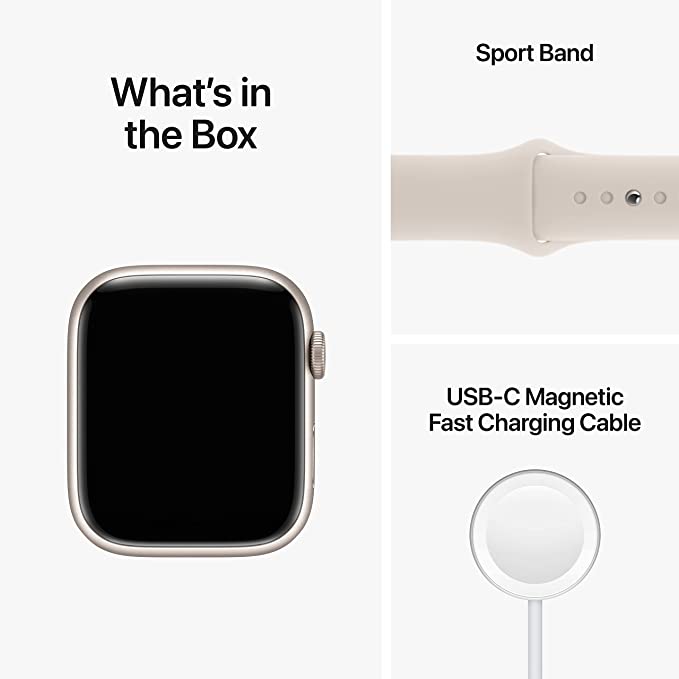 What’s in
the Box
Sport Band
USB-C Magnetic
Fast Charging Cable